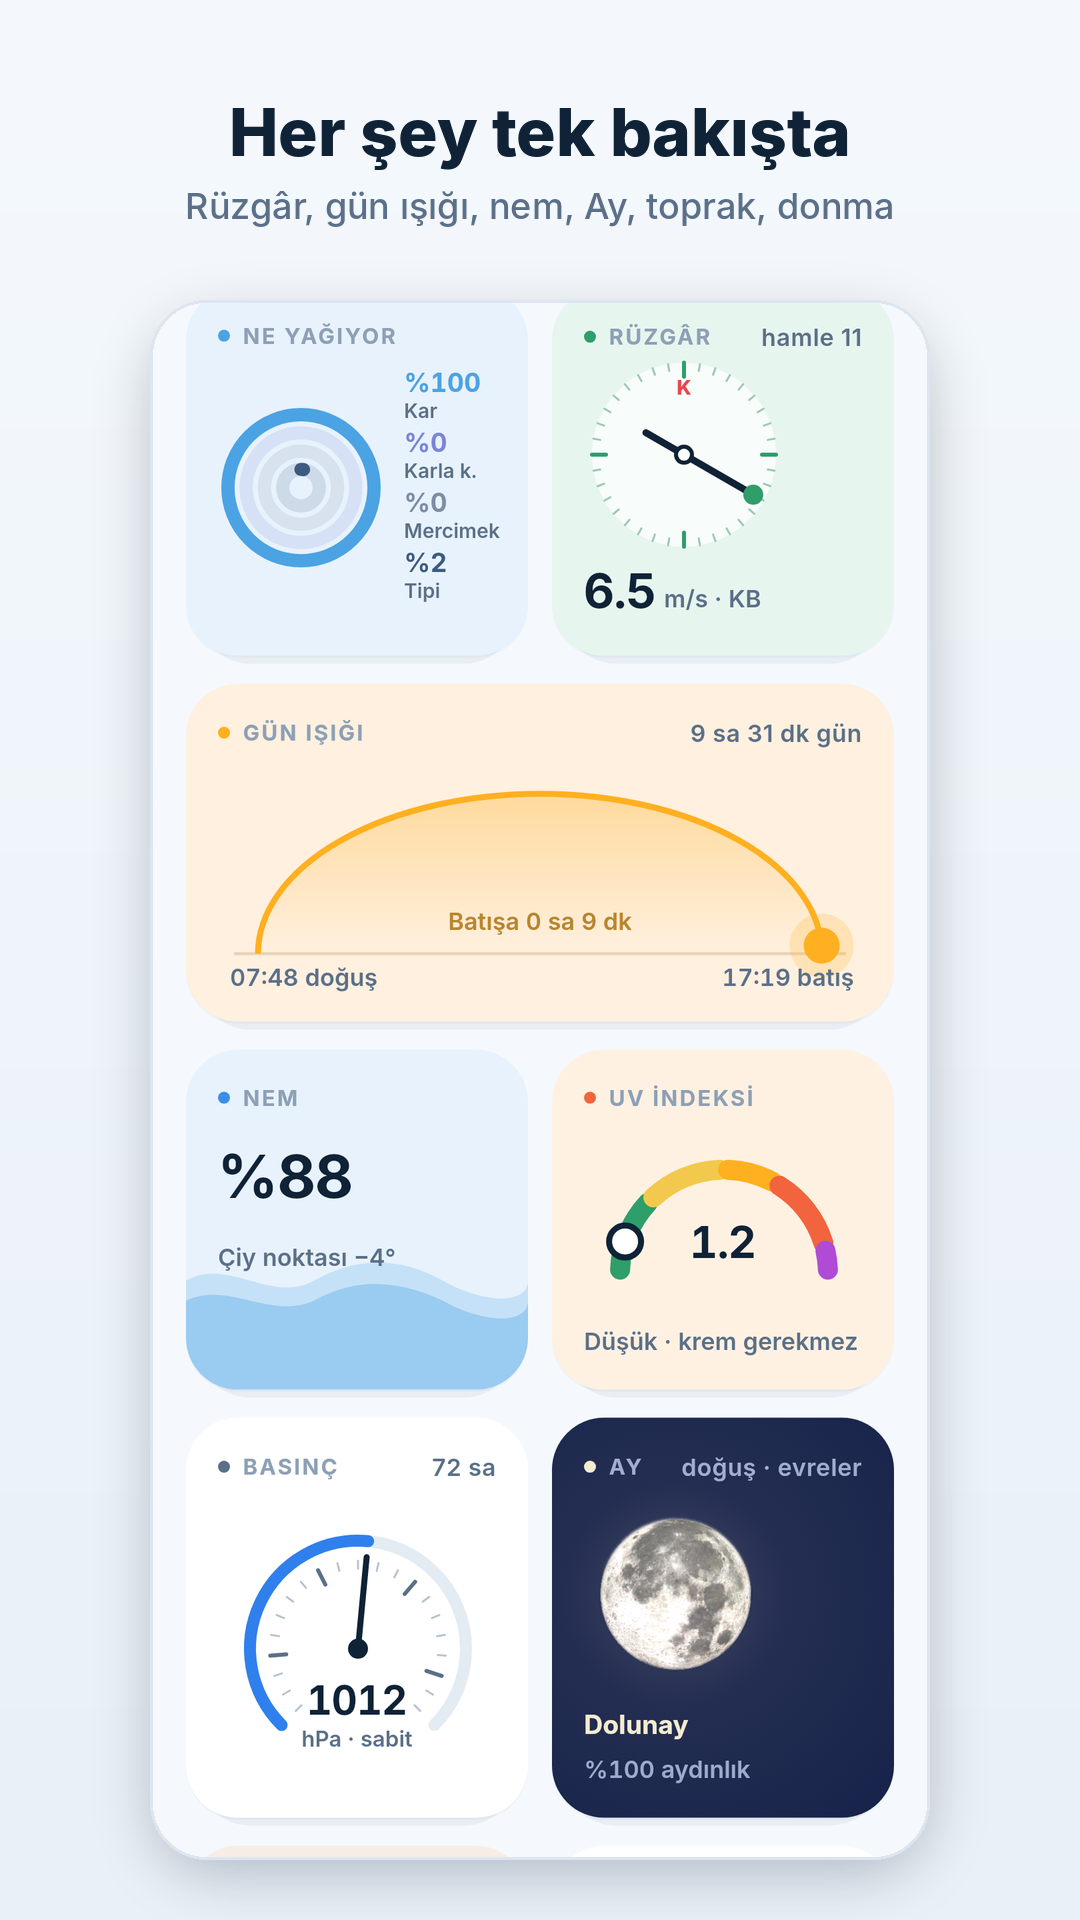 Her şey tek bakışta
Rüzgâr, gün ışığı, nem, Ay, toprak, donma
NE YAĞIYOR
%100
Kar
%0
Karla k.
%0
Mercimek
%2
Tipi
RÜZGÂR hamle 11
K
6.5 m/s · KB
GÜN IŞIĞI 9 sa 31 dk gün
Batışa 0 sa 9 dk
07:48 doğuş 17:19 batış
NEM
%88
Çiy noktası −4°
UV İNDEKSİ
1.2
Düşük · krem gerekmez
BASINÇ 72 sa
1012
hPa · sabit
AY doğuş · evreler
Dolunay
%100 aydınlık